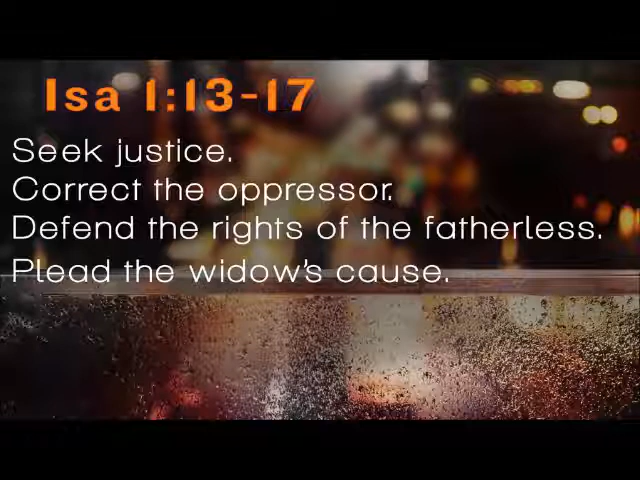 Isa 1:13-17
Seek justice.
Correct the oppressor.
Defend the rights of the fatherless.
Plead the widow's cause.